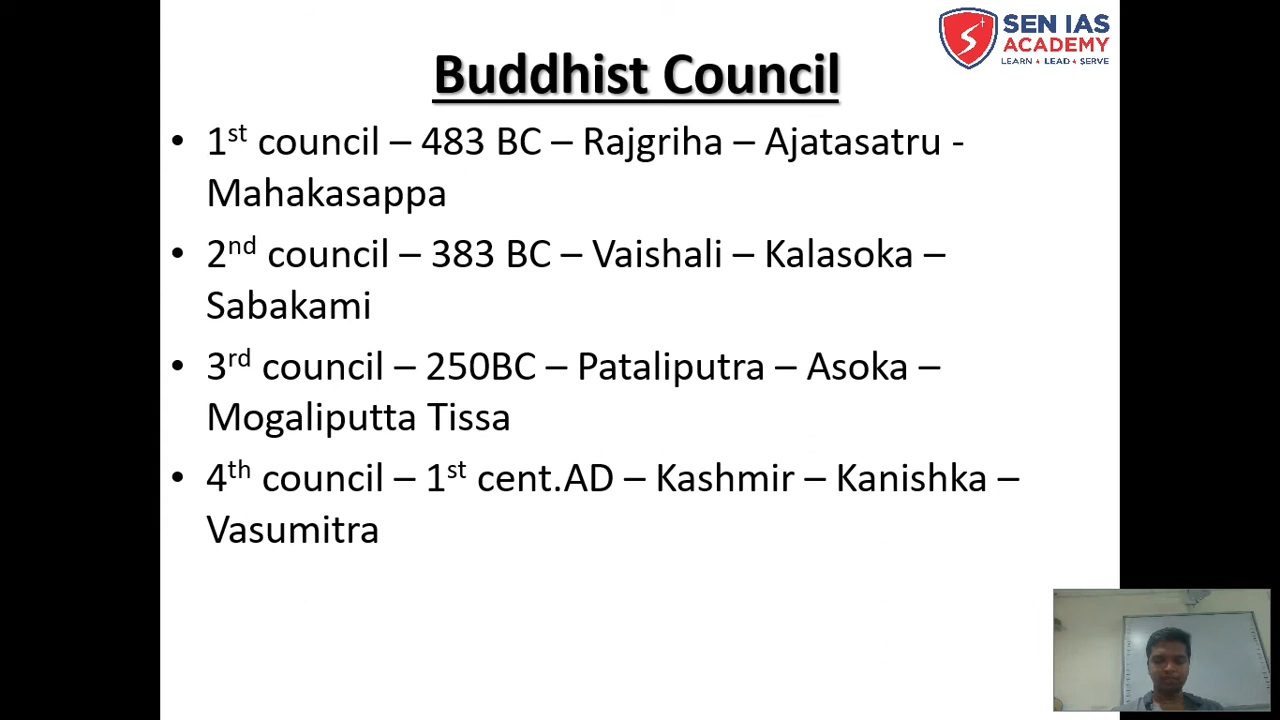 SEN IAS
ACADEMY
LEARN ★ LEAD ★ SERVE
Buddhist Council
• 1st council – 483 BC – Rajgriha – Ajatasatru -
Mahakasappa
• 2nd council – 383 BC – Vaishali – Kalasoka –
Sabakami
• 3rd council – 250BC – Pataliputra – Asoka –
Mogaliputta Tissa
• 4th council – 1st cent.AD – Kashmir – Kanishka –
Vasumitra